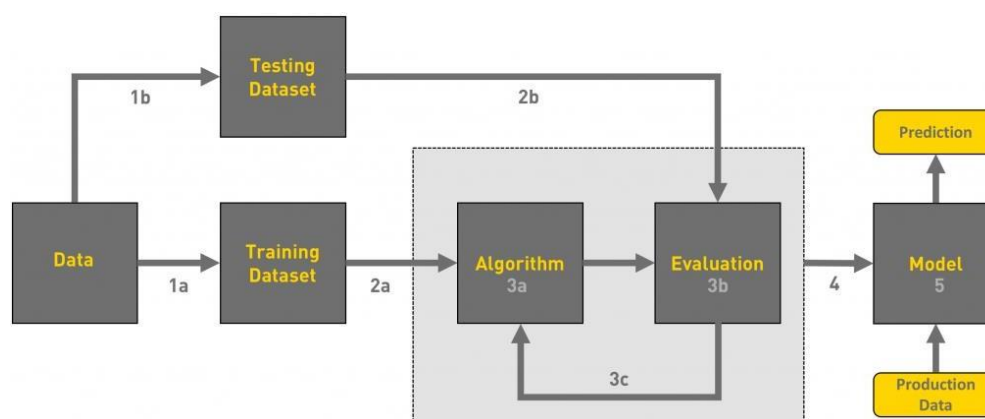 Testing
Dataset
1b
2b
Prediction
Data
1a
Training
Dataset
2a
Algorithm
3a
Evaluation
3b
4
Model
5
3c
Production
Data